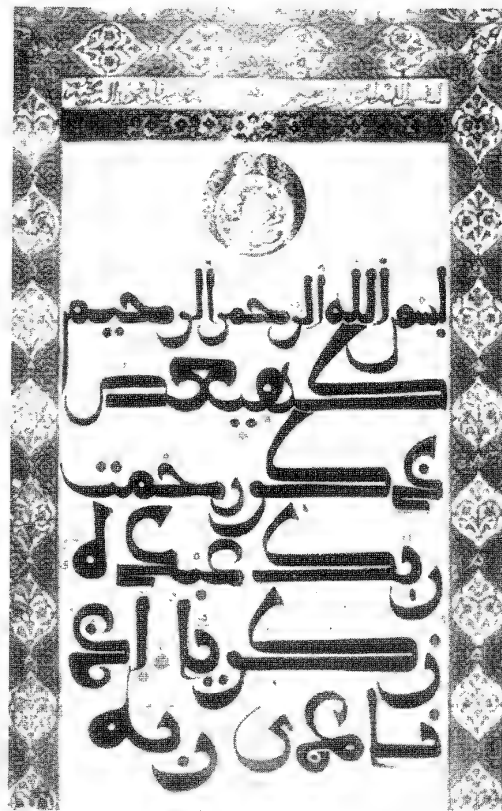 بسم الله الرحمن الرحيم
كهيعص
ذكر رحمت
ربك عبده
زكريا اذ
نادى ربه